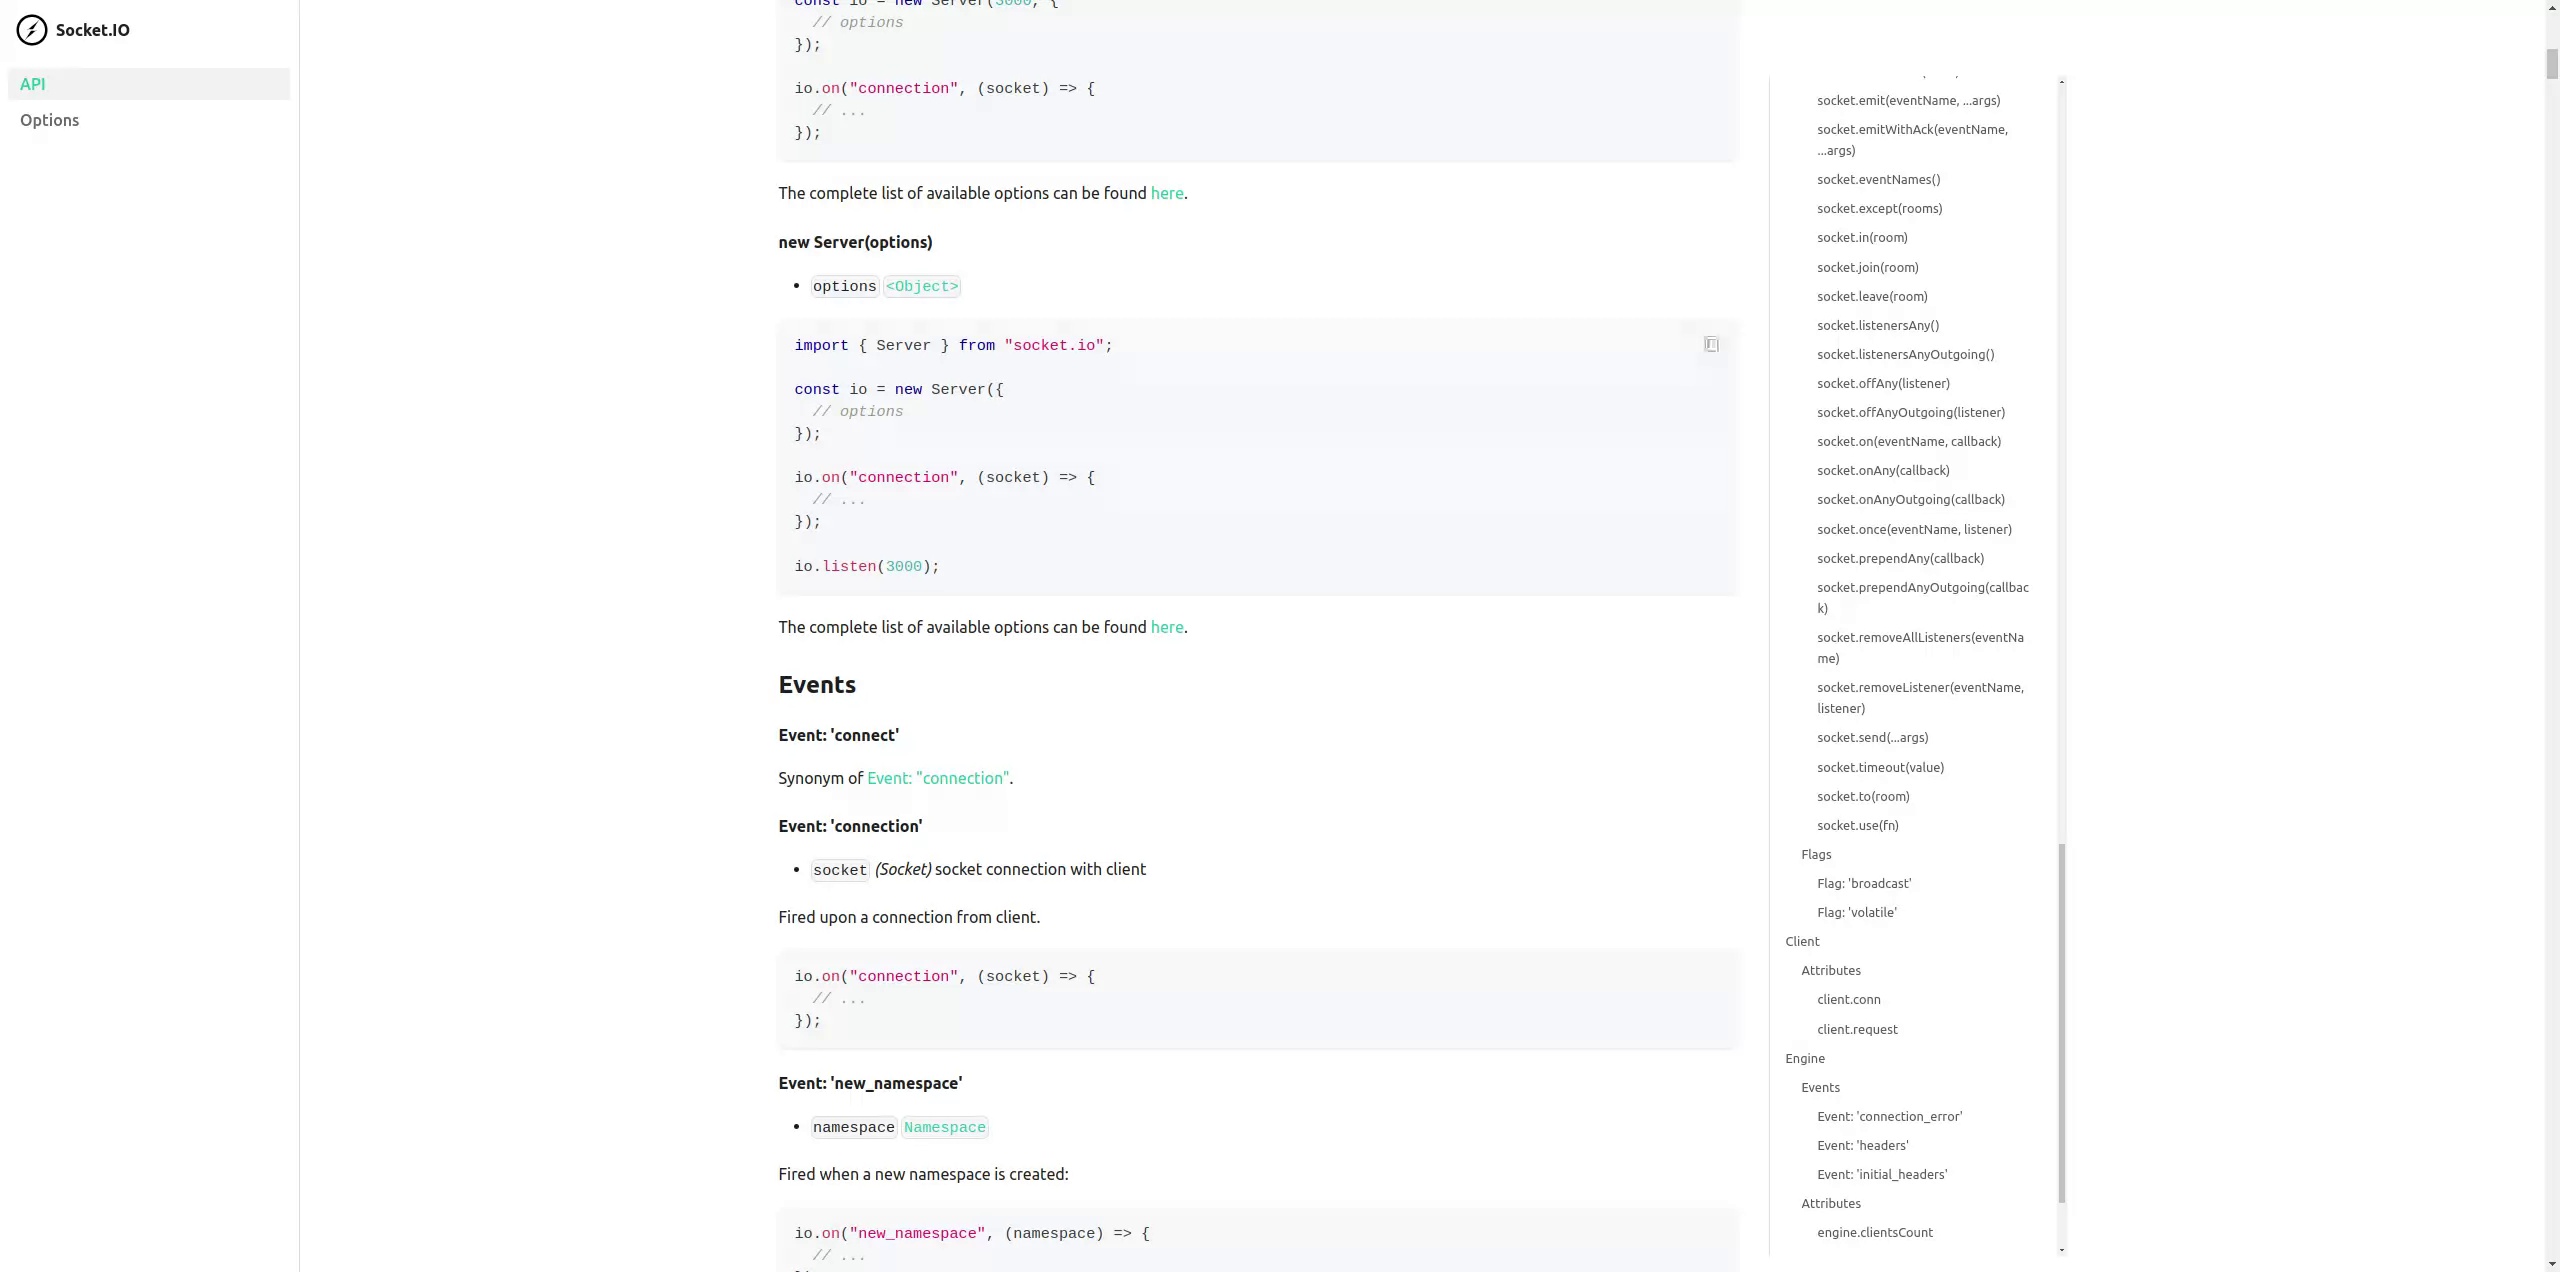 Socket.IO
API
Options
const io = new Server(3000, {
  // options
});

io.on("connection", (socket) => {
  // ...
});
The complete list of available options can be found here.
new Server(options)
• options <Object>
import { Server } from "socket.io";

const io = new Server({
  // options
});

io.on("connection", (socket) => {
  // ...
});

io.listen(3000);
The complete list of available options can be found here.
Events
Event: 'connect'
Synonym of Event: "connection".
Event: 'connection'
• socket (Socket) socket connection with client
Fired upon a connection from client.
io.on("connection", (socket) => {
  // ...
});
Event: 'new_namespace'
• namespace Namespace
Fired when a new namespace is created:
io.on("new_namespace", (namespace) => {
  // ...
socket.emit(eventName, ...args)
socket.emitWithAck(eventName,
...args)
socket.eventNames()
socket.except(rooms)
socket.in(room)
socket.join(room)
socket.leave(room)
socket.listenersAny()
socket.listenersAnyOutgoing()
socket.offAny(listener)
socket.offAnyOutgoing(listener)
socket.on(eventName, callback)
socket.onAny(callback)
socket.onAnyOutgoing(callback)
socket.once(eventName, listener)
socket.prependAny(callback)
socket.prependAnyOutgoing(callbac
k)
socket.removeAllListeners(eventNa
me)
socket.removeListener(eventName,
listener)
socket.send(...args)
socket.timeout(value)
socket.to(room)
socket.use(fn)
Flags
Flag: 'broadcast'
Flag: 'volatile'
Client
Attributes
client.conn
client.request
Engine
Events
Event: 'connection_error'
Event: 'headers'
Event: 'initial_headers'
Attributes
engine.clientsCount